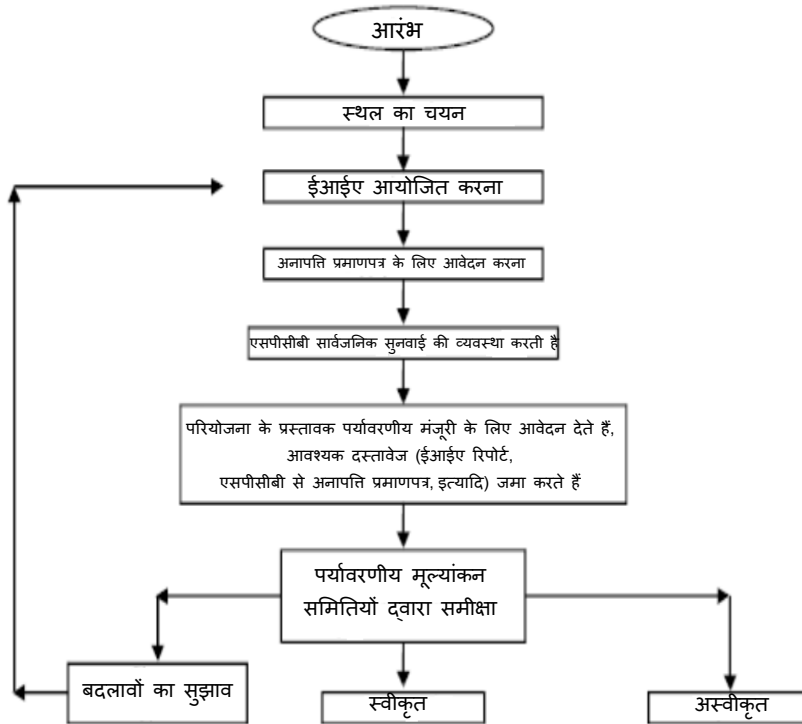 आरंभ
स्थल का चयन
ईआईए आयोजित करना
अनापत्ति प्रमाणपत्र के लिए आवेदन करना
एसपीसीबी सार्वजनिक सुनवाई की व्यवस्था करती है
परियोजना के प्रस्तावक पर्यावरणीय मंजूरी के लिए आवेदन देते हैं,
आवश्यक दस्तावेज (ईआईए रिपोर्ट,
एसपीसीबी से अनापत्ति प्रमाणपत्र, इत्यादि) जमा करते हैं
पर्यावरणीय मूल्यांकन
समितियों द्वारा समीक्षा
बदलावों का सुझाव
स्वीकृत
अस्वीकृत